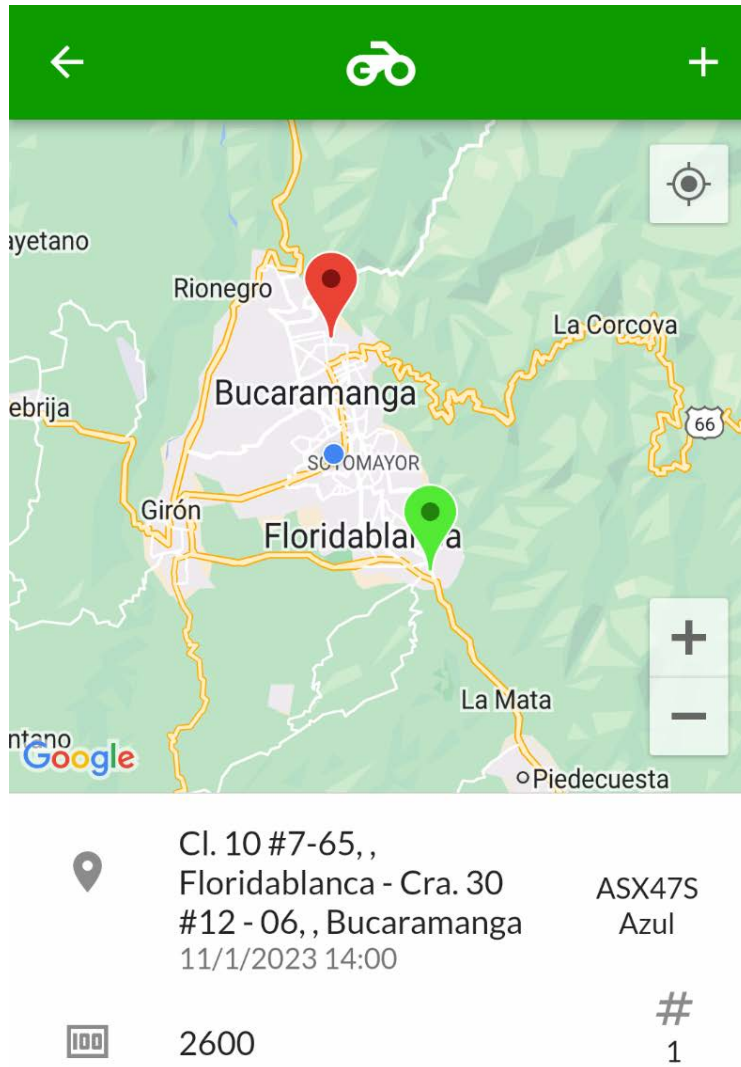 ayetano
Rionegro
La Corcova
Bucaramanga
ebrija
66
SOTOMAYOR
Girón
Floridablanca
La Mata
ntano
Google
Piedecuesta
Cl. 10 #7-65, ,
Floridablanca - Cra. 30
#12 - 06, , Bucaramanga
11/1/2023 14:00
ASX47S
Azul
100
2600
#
1